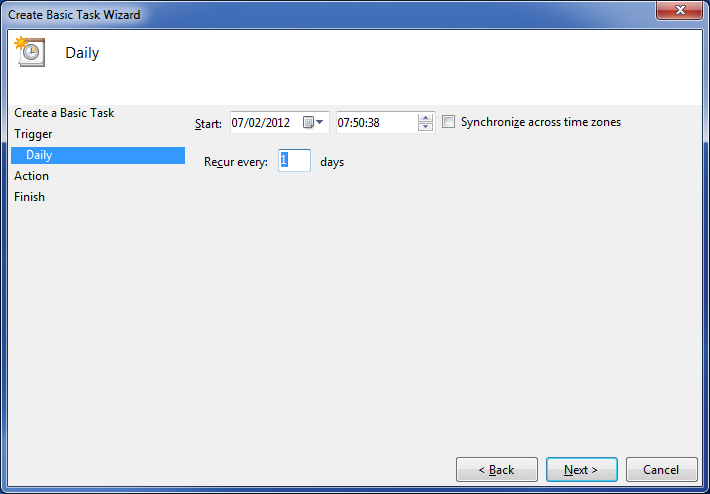 Create Basic Task Wizard
Daily
Create a Basic Task
Trigger
Daily
Action
Finish
Start: 07/02/2012 07:50:38 Synchronize across time zones
Recur every: 1 days
< Back Next > Cancel